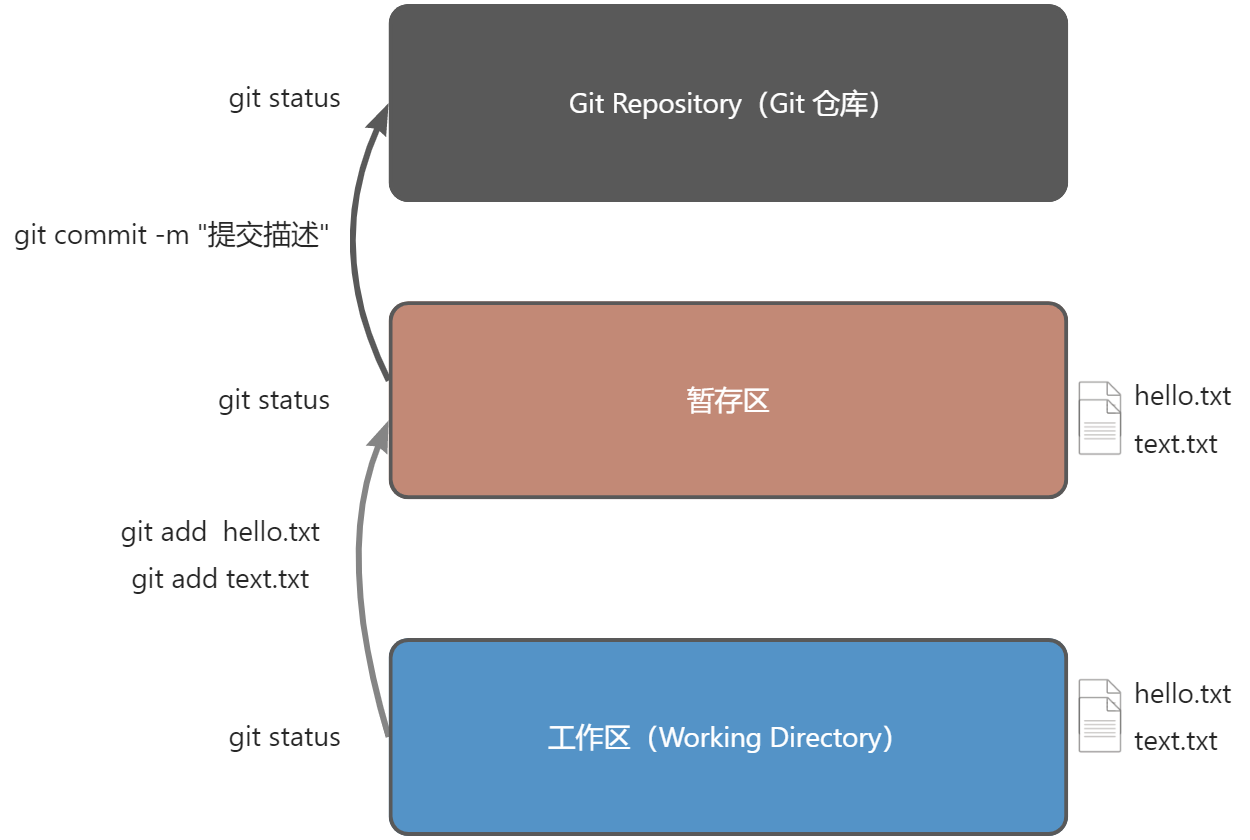 git status
Git Repository（Git 仓库）
git commit -m "提交描述"
git status
暂存区
hello.txt
text.txt
git add  hello.txt
git add text.txt
git status
工作区（Working Directory）
hello.txt
text.txt